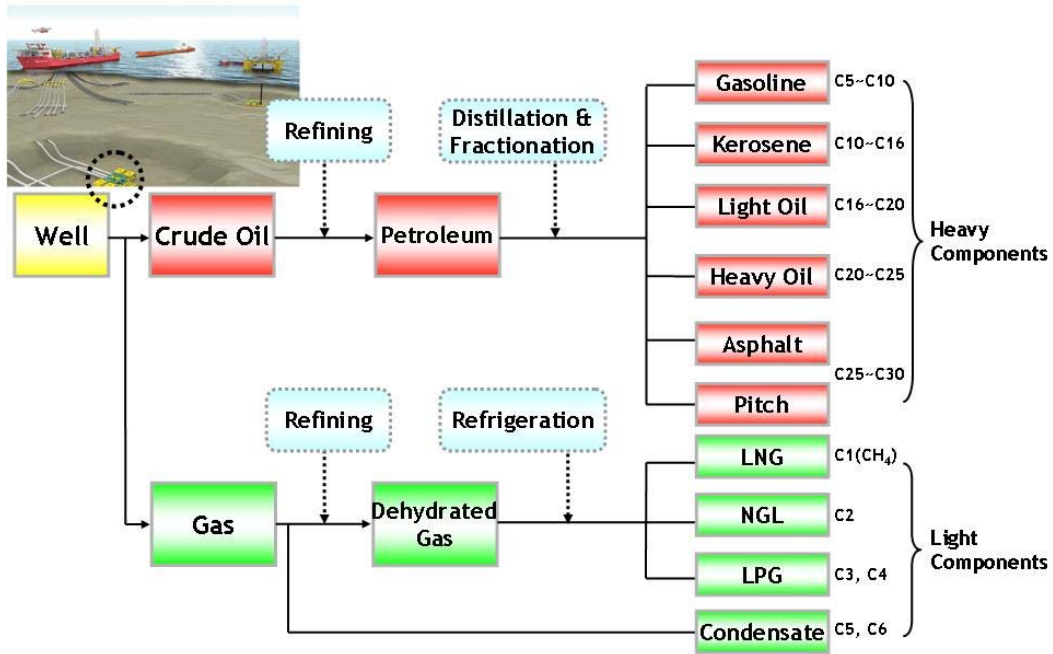 Gasoline C5~C10
Refining
Distillation &
Fractionation
Kerosene C10~C16
Light Oil C16~C20
Well
Crude Oil
Petroleum
Heavy
Components
Heavy Oil C20~C25
Asphalt
C25~C30
Pitch
Refining
Refrigeration
LNG C1(CH₄)
Gas
Dehydrated
Gas
NGL C2
Light
Components
LPG C3, C4
Condensate C5, C6